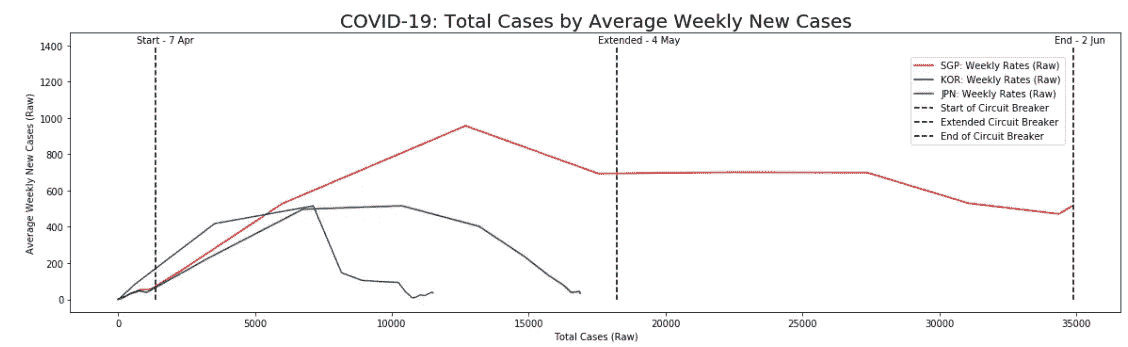 COVID-19: Total Cases by Average Weekly New Cases
Start - 7 Apr
Extended - 4 May
End - 2 Jun
1400
1200
1000
800
600
400
200
0
Average Weekly New Cases (Raw)
SGP: Weekly Rates (Raw)
KOR: Weekly Rates (Raw)
JPN: Weekly Rates (Raw)
Start of Circuit Breaker
Extended Circuit Breaker
End of Circuit Breaker
0 5000 10000 15000 20000 25000 30000 35000
Total Cases (Raw)